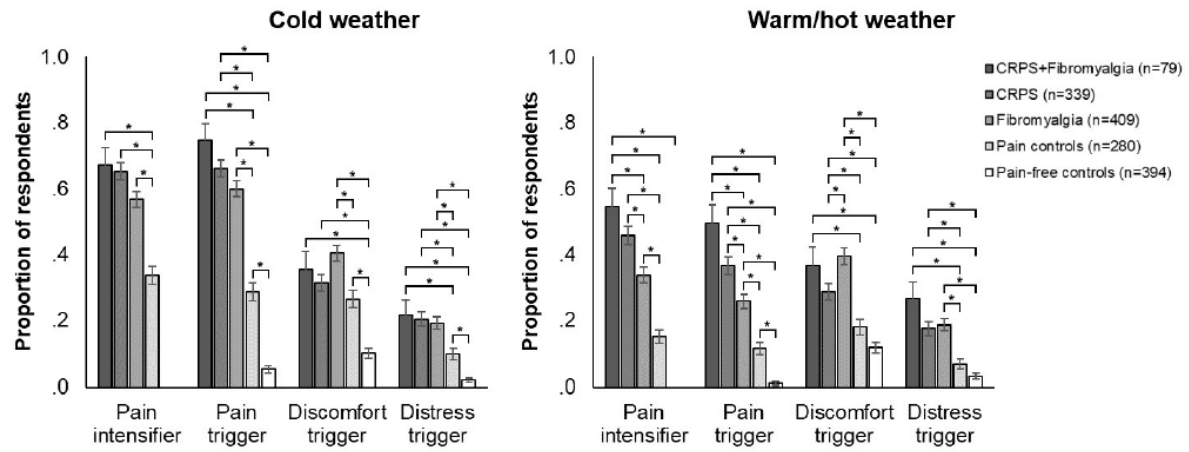 Cold weather
Warm/hot weather
Proportion of respondents
1.0
.8
.6
.4
.2
.0
* * * * * * * * * * * * * * * * * * * * *
Pain intensifier
Pain trigger
Discomfort trigger
Distress trigger
Proportion of respondents
1.0
.8
.6
.4
.2
.0
Pain intensifier
Pain trigger
Discomfort trigger
Distress trigger
CRPS+Fibromyalgia (n=79)
CRPS (n=339)
Fibromyalgia (n=409)
Pain controls (n=280)
Pain-free controls (n=394)